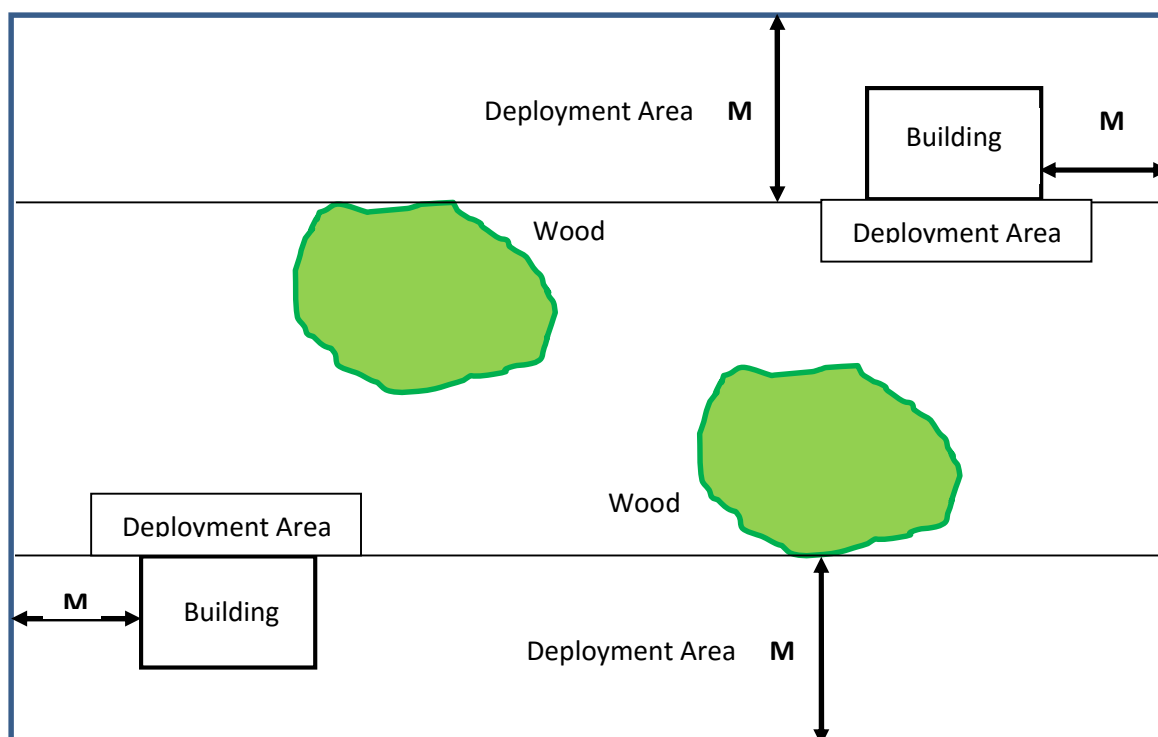 Deployment Area M
Building
M
Deployment Area
Wood
Wood
Deployment Area
M
Building
Deployment Area M